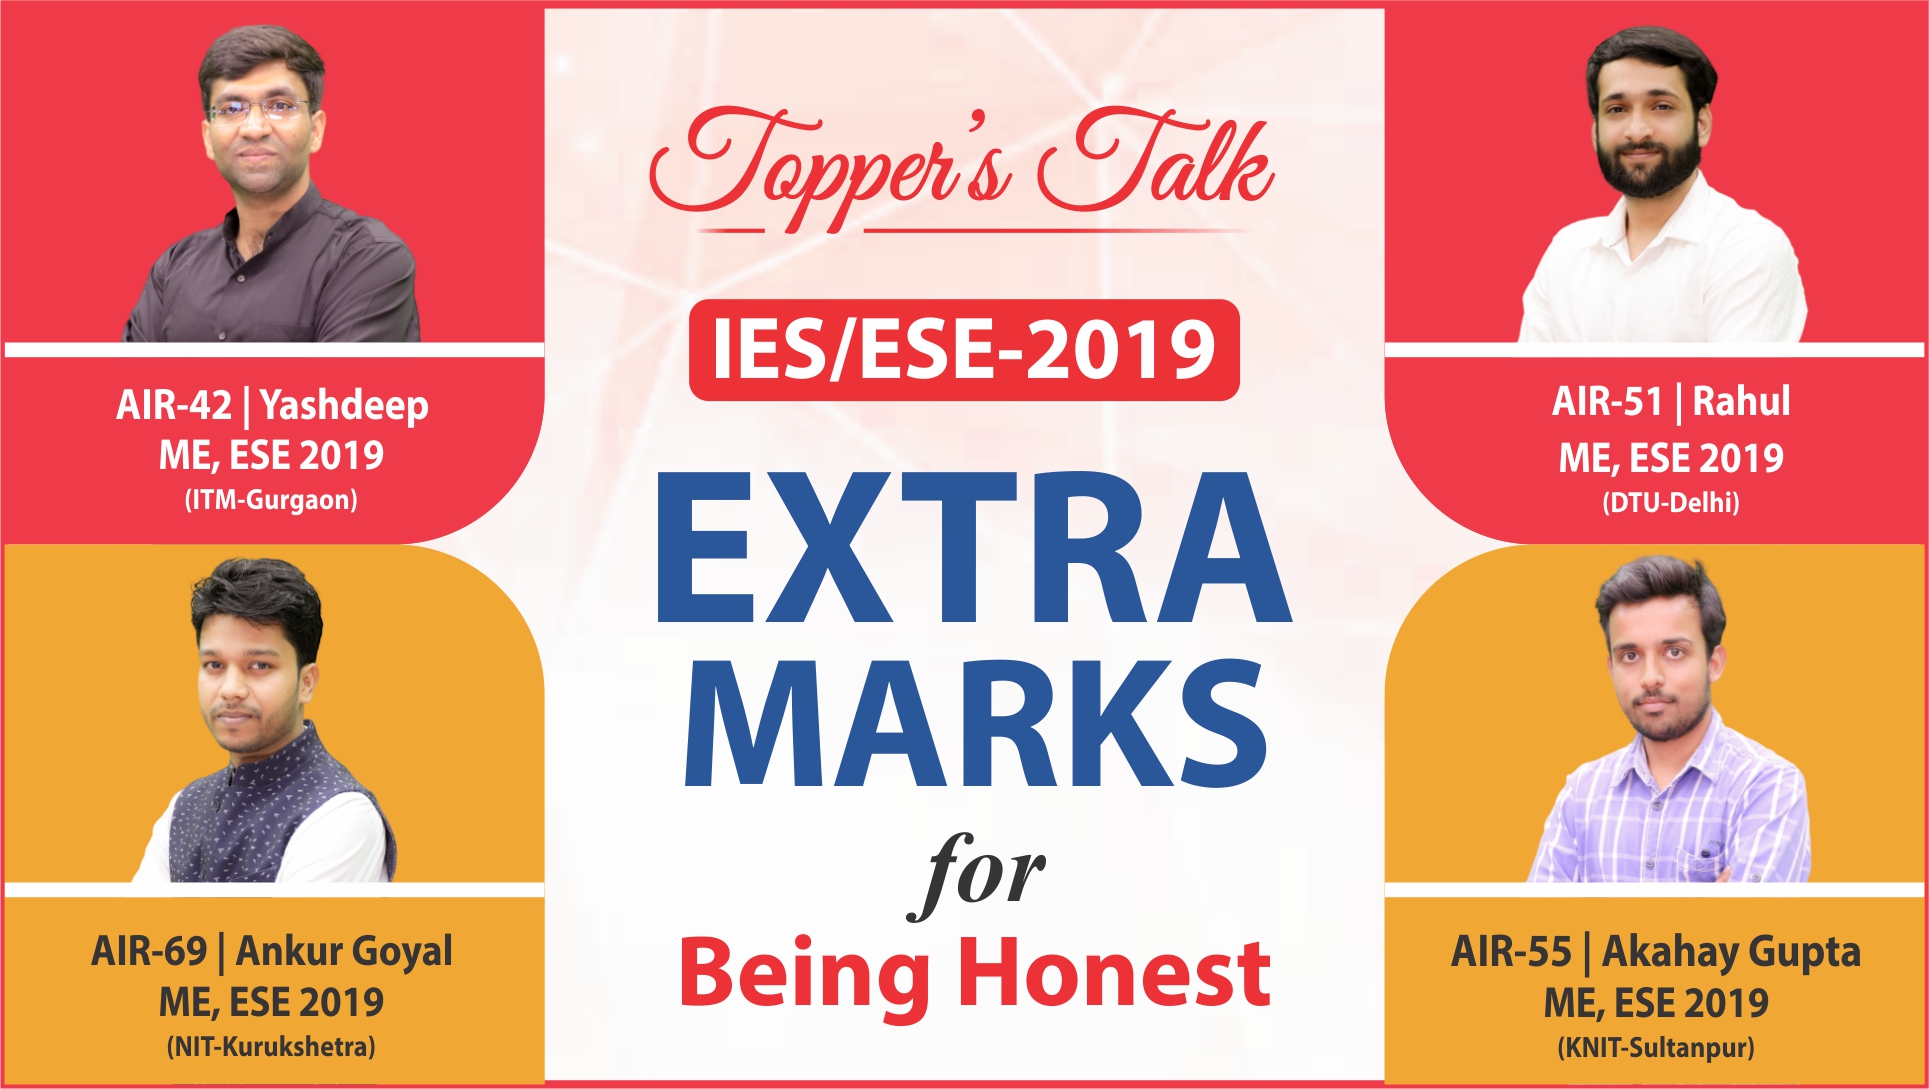 Topper's Talk
IES/ESE-2019
EXTRA
MARKS
for
Being Honest
AIR-42 | Yashdeep
ME, ESE 2019
(ITM-Gurgaon)
AIR-51 | Rahul
ME, ESE 2019
(DTU-Delhi)
AIR-69 | Ankur Goyal
ME, ESE 2019
(NIT-Kurukshetra)
AIR-55 | Akahay Gupta
ME, ESE 2019
(KNIT-Sultanpur)